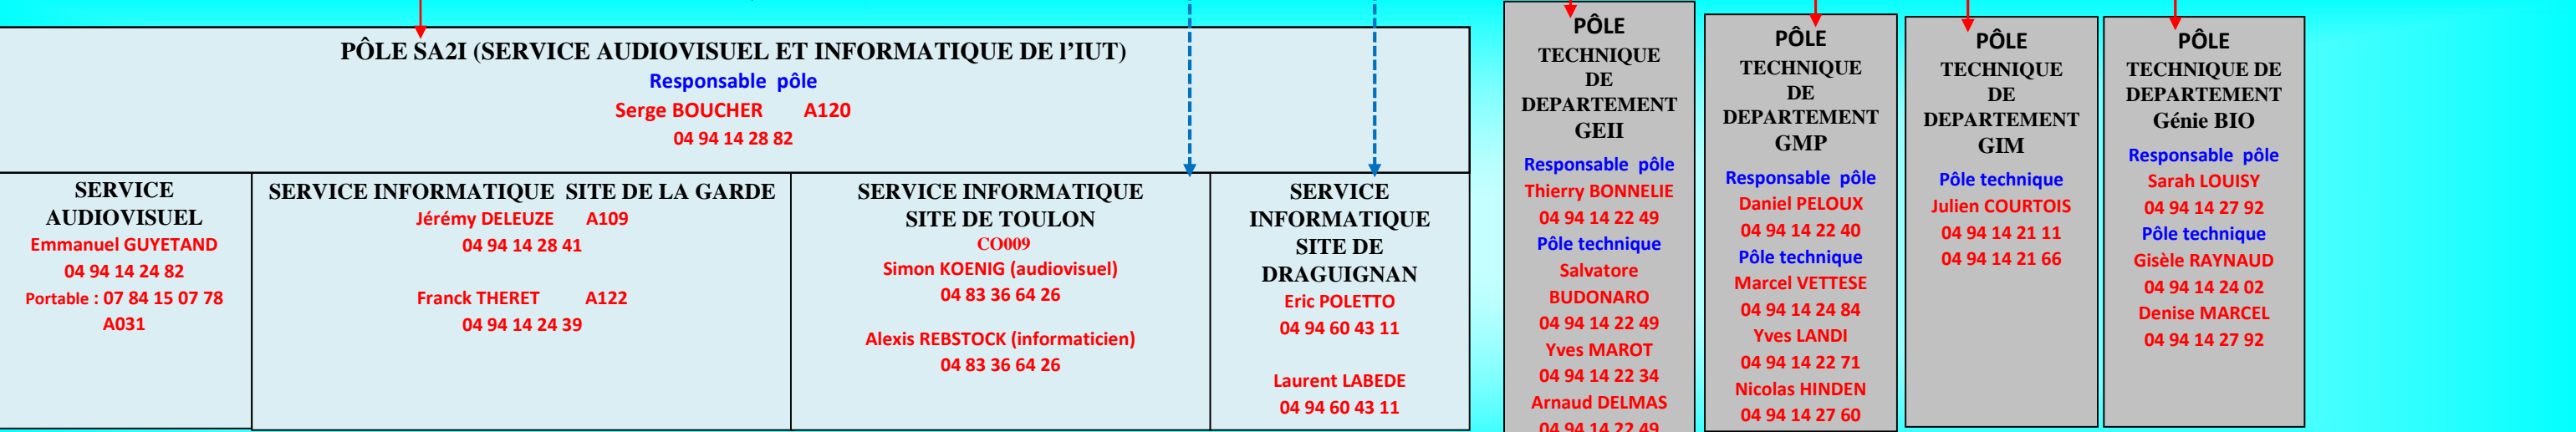 PÔLE SA2I (SERVICE AUDIOVISUEL ET INFORMATIQUE DE l'IUT)
Responsable pôle
Serge BOUCHER A120
04 94 14 28 82
SERVICE
AUDIOVISUEL
Emmanuel GUYETAND
04 94 14 24 82
Portable : 07 84 15 07 78
A031
SERVICE INFORMATIQUE SITE DE LA GARDE
Jérémy DELEUZE A109
04 94 14 28 41
Franck THERET A122
04 94 14 24 39
SERVICE INFORMATIQUE
SITE DE TOULON
CO009
Simon KOENIG (audiovisuel)
04 83 36 64 26
Alexis REBSTOCK (informaticien)
04 83 36 64 26
SERVICE
INFORMATIQUE
SITE DE
DRAGUIGNAN
Eric POLETTO
04 94 60 43 11
Laurent LABEDE
04 94 60 43 11
PÔLE
TECHNIQUE
DE
DEPARTEMENT
GEII
Responsable pôle
Thierry BONNELIE
04 94 14 22 49
Pôle technique
Salvatore
BUDONARO
04 94 14 22 49
Yves MAROT
04 94 14 22 34
Arnaud DELMAS
04 94 14 22 49
PÔLE
TECHNIQUE
DE
DEPARTEMENT
GMP
Responsable pôle
Daniel PELOUX
04 94 14 22 40
Pôle technique
Marcel VETTESE
04 94 14 24 84
Yves LANDI
04 94 14 22 71
Nicolas HINDEN
04 94 14 27 60
PÔLE
TECHNIQUE
DE
DEPARTEMENT
GIM
Pôle technique
Julien COURTOIS
04 94 14 21 11
04 94 14 21 66
PÔLE
TECHNIQUE DE
DEPARTEMENT
Génie BIO
Responsable pôle
Sarah LOUISY
04 94 14 27 92
Pôle technique
Gisèle RAYNAUD
04 94 14 24 02
Denise MARCEL
04 94 14 27 92